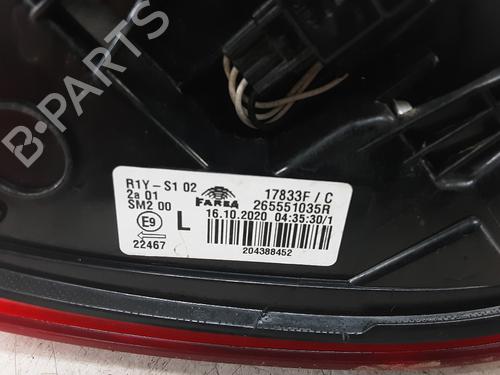 B-PARTS
R1Y-S1 02
2a 01
SM2 00
E9
22467
L
FARBA
17833F / C
265551035R
16.10.2020 04:35:30/1
204388452